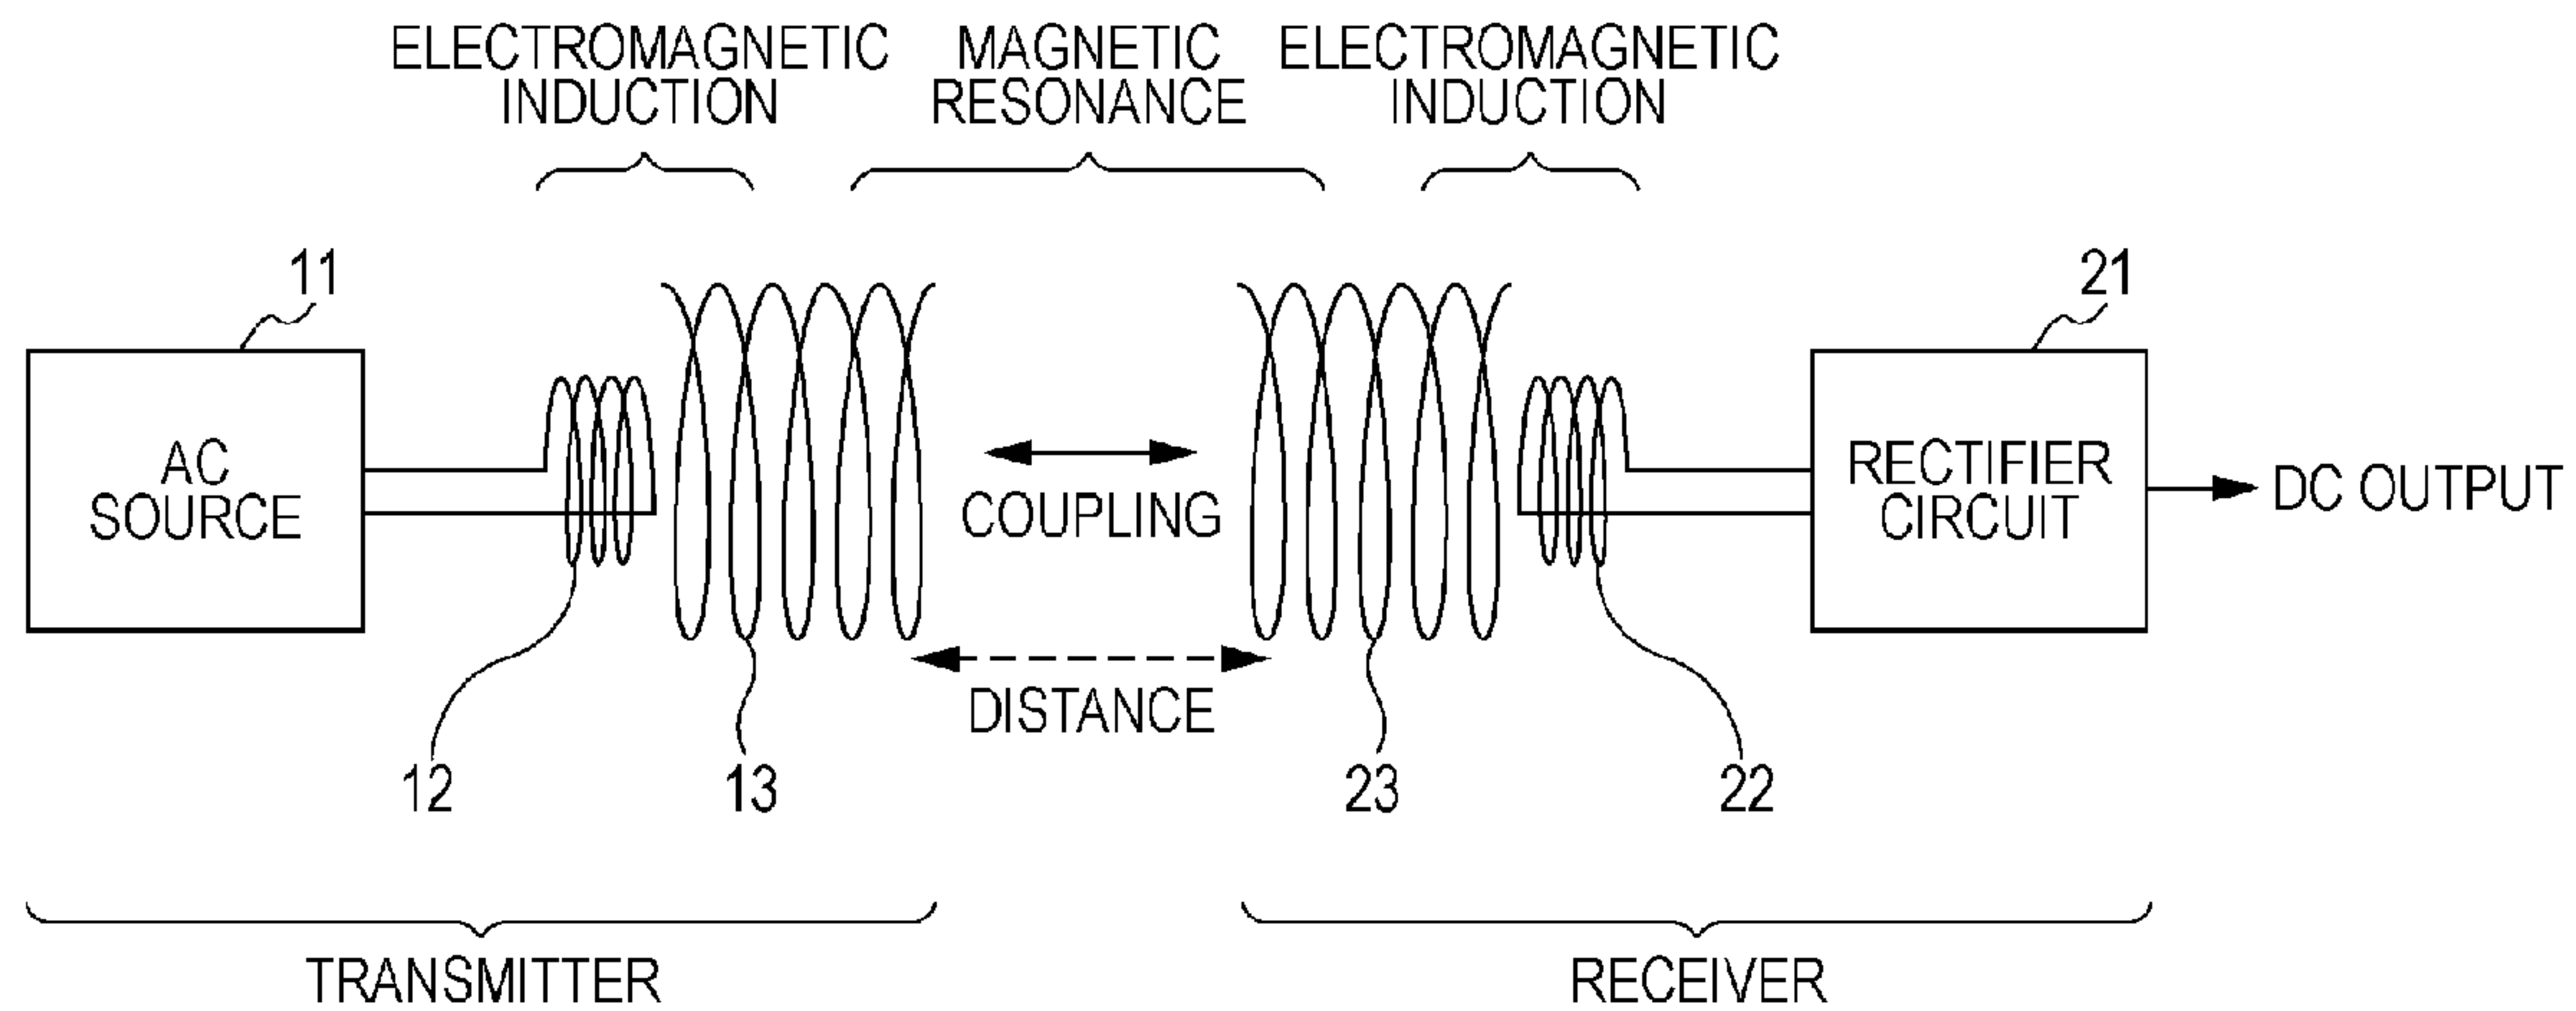 ELECTROMAGNETIC
INDUCTION
MAGNETIC
RESONANCE
ELECTROMAGNETIC
INDUCTION
11
21
AC
SOURCE
COUPLING
RECTIFIER
CIRCUIT
DC OUTPUT
DISTANCE
12
13
23
22
TRANSMITTER
RECEIVER